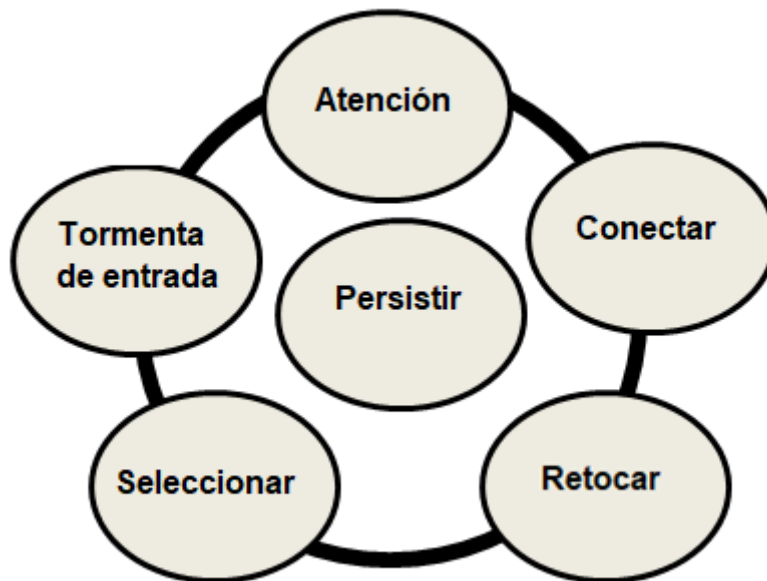 Atención
Conectar
Tormenta
de entrada
Persistir
Seleccionar
Retocar